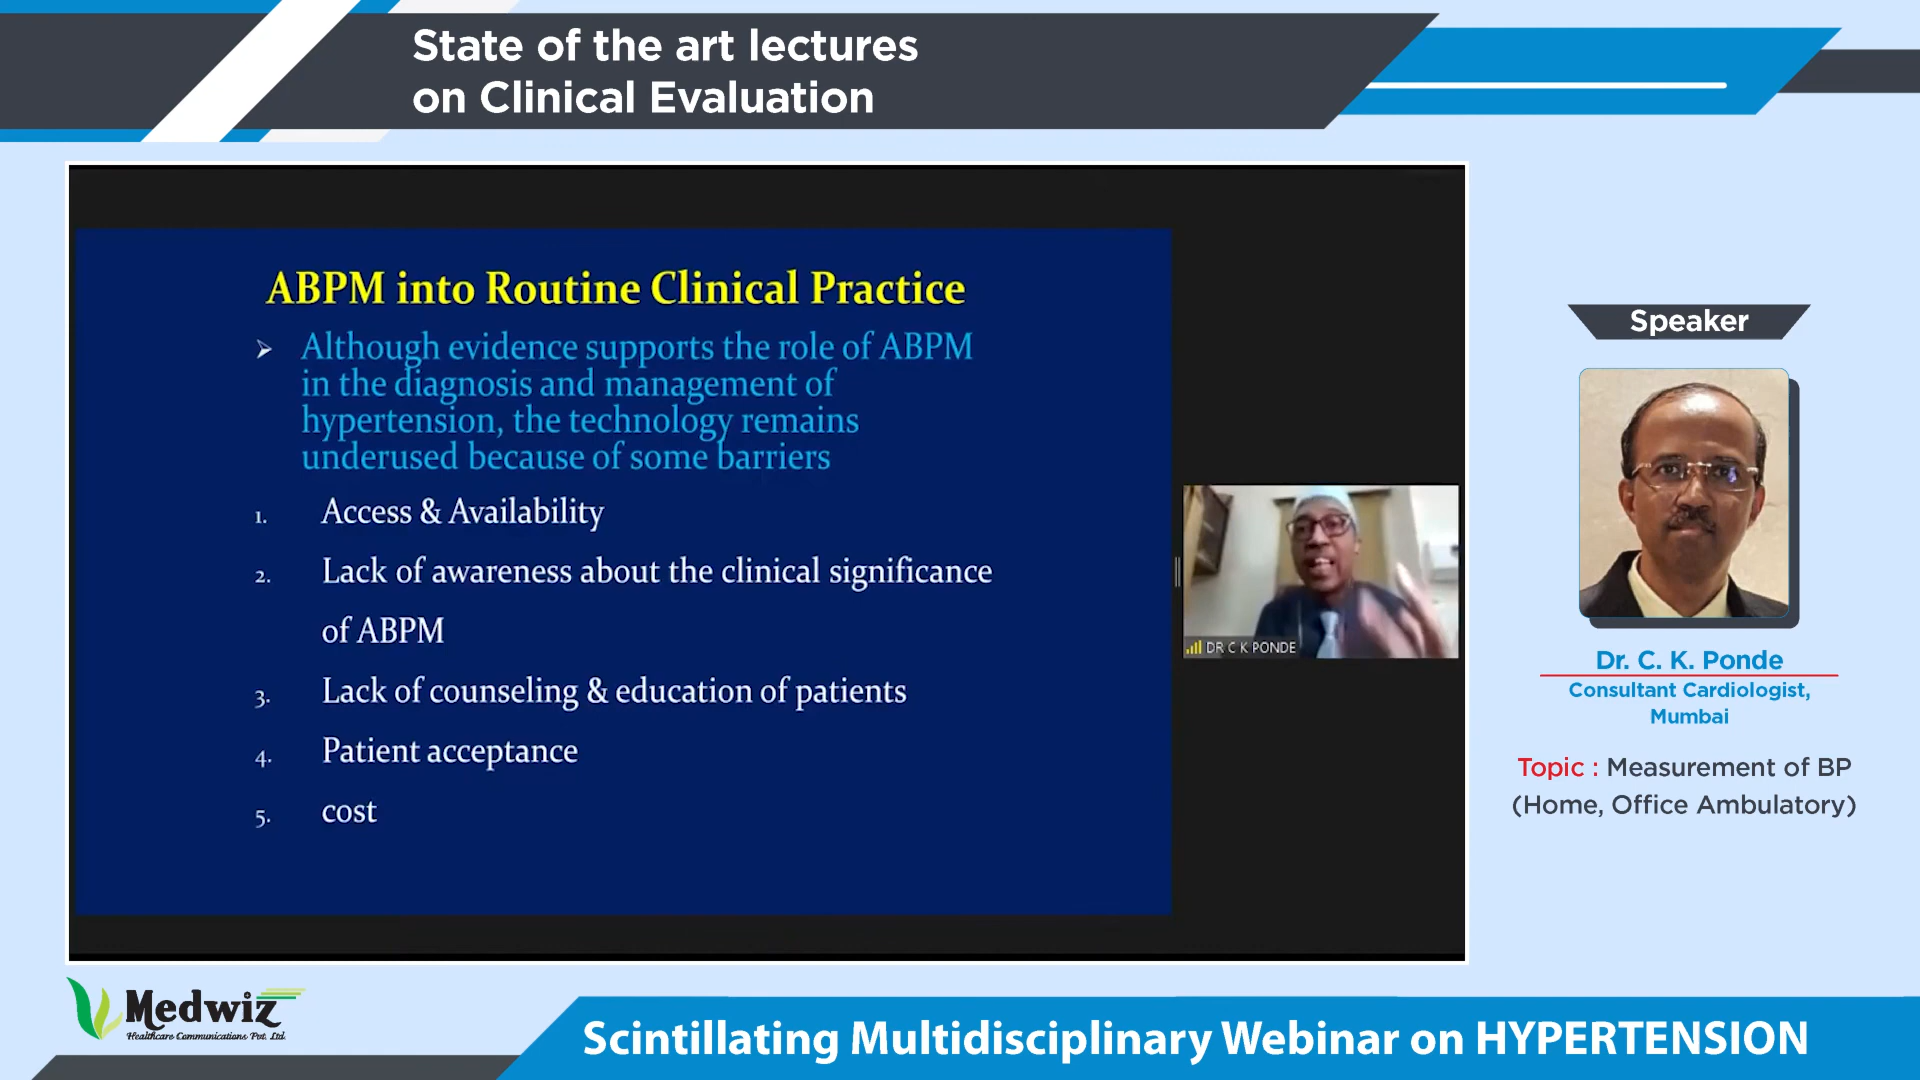 State of the art lectures
on Clinical Evaluation
ABPM into Routine Clinical Practice
➢ Although evidence supports the role of ABPM
in the diagnosis and management of
hypertension, the technology remains
underused because of some barriers
1. Access & Availability
2. Lack of awareness about the clinical significance
of ABPM
3. Lack of counseling & education of patients
4. Patient acceptance
5. cost
DR C K PONDE
Speaker
Dr. C. K. Ponde
Consultant Cardiologist,
Mumbai
Topic : Measurement of BP
(Home, Office Ambulatory)
Medwiz
Healthcare Communications Pvt. Ltd.
Scintillating Multidisciplinary Webinar on HYPERTENSION